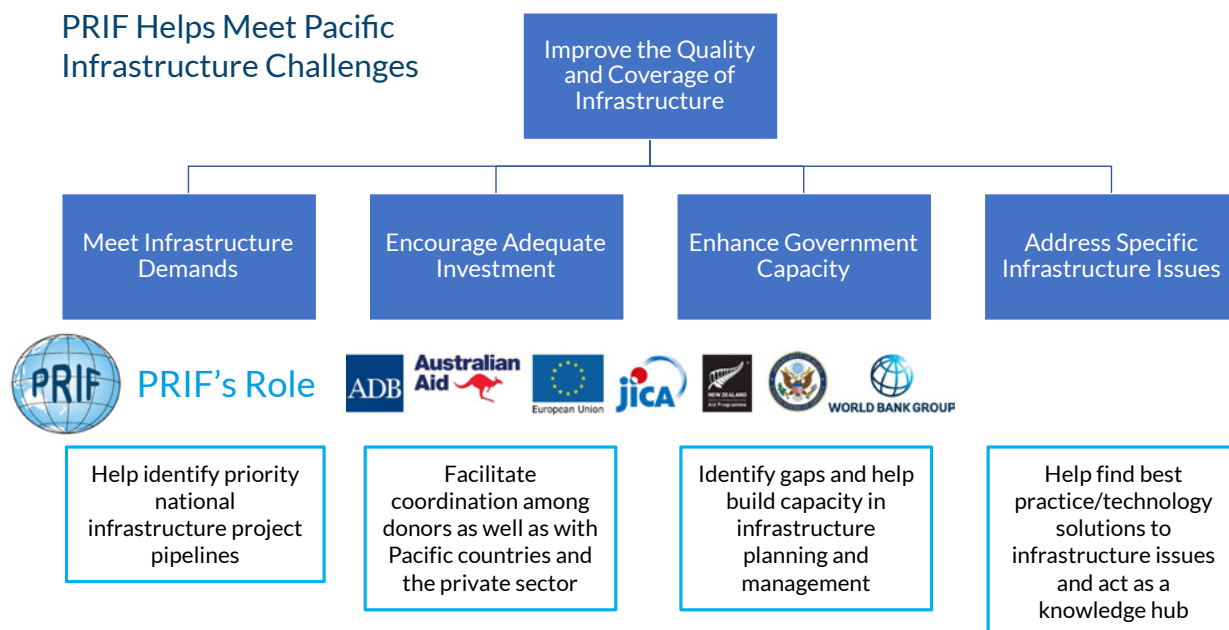 PRIF Helps Meet Pacific
Infrastructure Challenges
Improve the Quality
and Coverage of
Infrastructure
Meet Infrastructure
Demands
Encourage Adequate
Investment
Enhance Government
Capacity
Address Specific
Infrastructure Issues
PRIF
PRIF's Role
ADB
Australian
Aid
European Union
jica
NEW ZEALAND
Aid Programme
WORLD BANK GROUP
Help identify priority
national
infrastructure project
pipelines
Facilitate
coordination among
donors as well as with
Pacific countries and
the private sector
Identify gaps and help
build capacity in
infrastructure
planning and
management
Help find best
practice/technology
solutions to
infrastructure issues
and act as a
knowledge hub